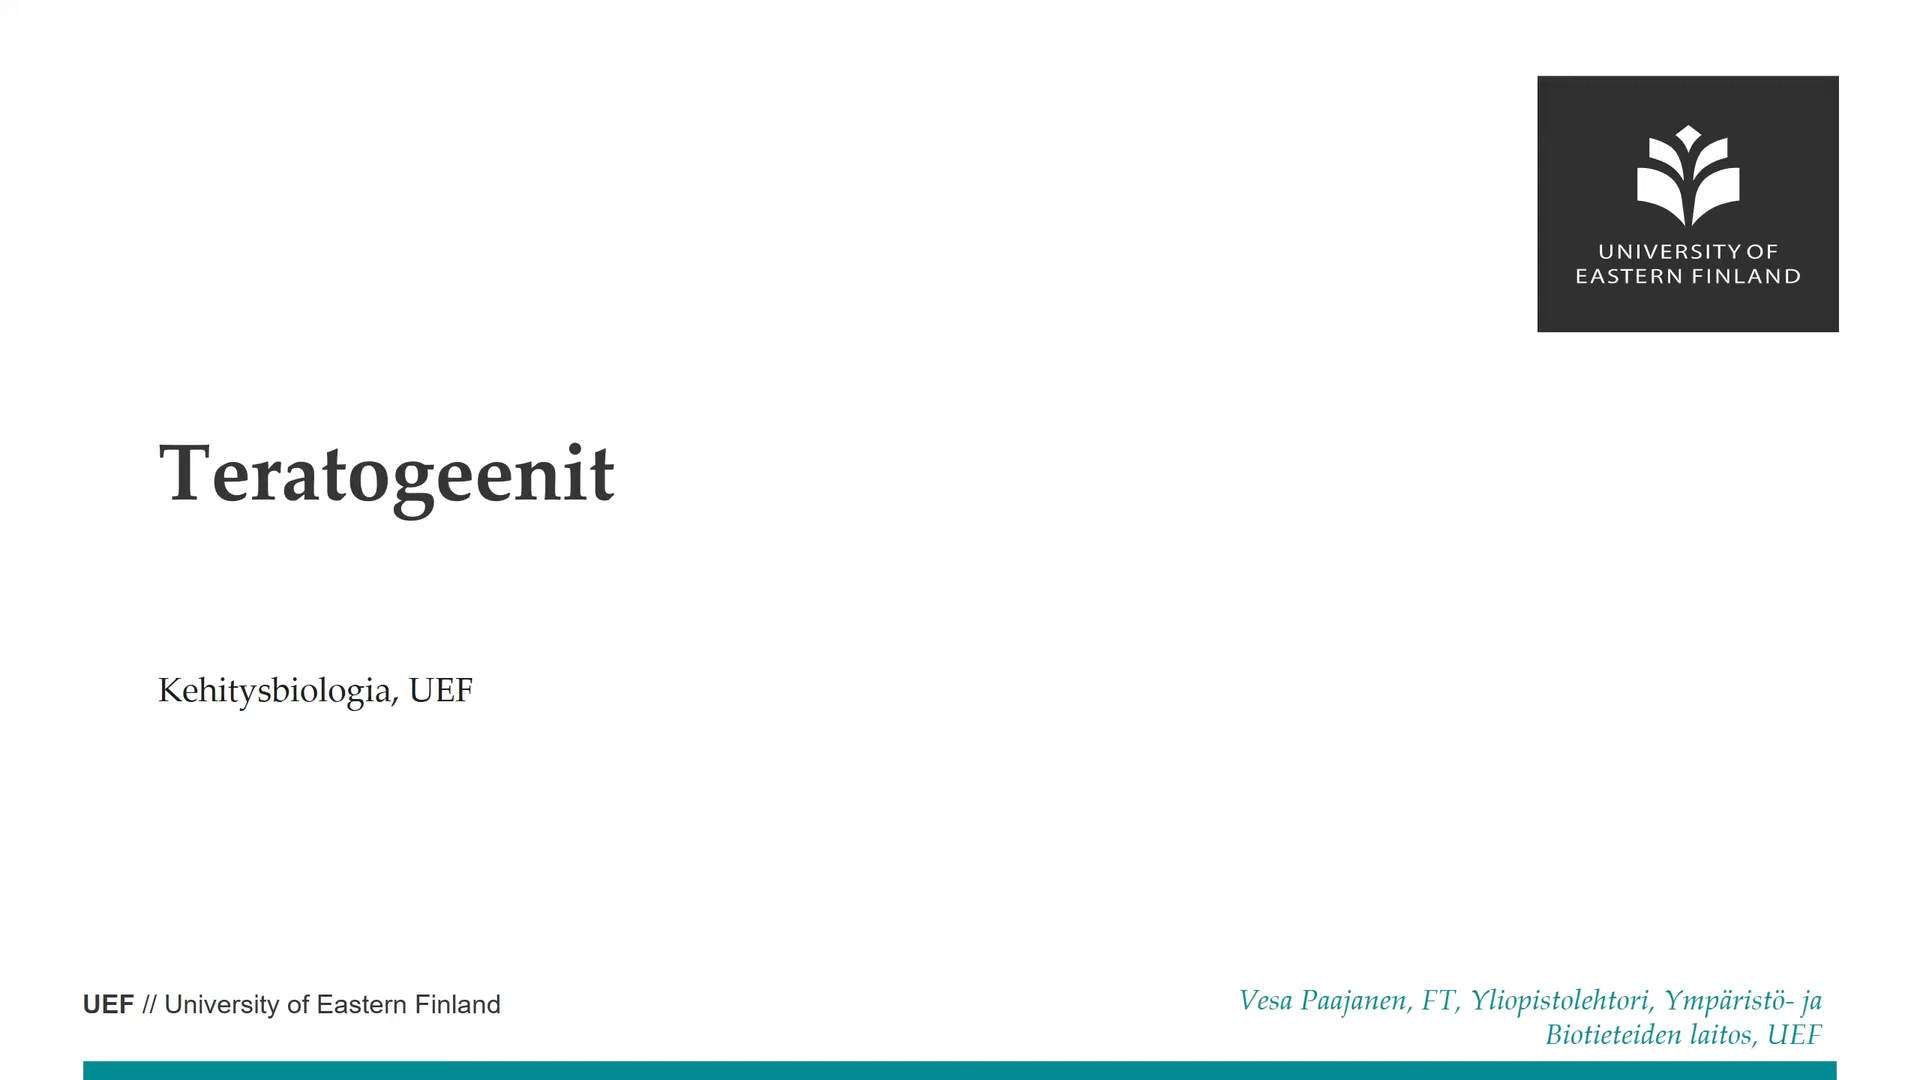 UNIVERSITY OF
EASTERN FINLAND
Teratogeenit
Kehitysbiologia, UEF
UEF // University of Eastern Finland
Vesa Paajanen, FT, Yliopistolehtori, Ympäristö- ja
Biotieteiden laitos, UEF